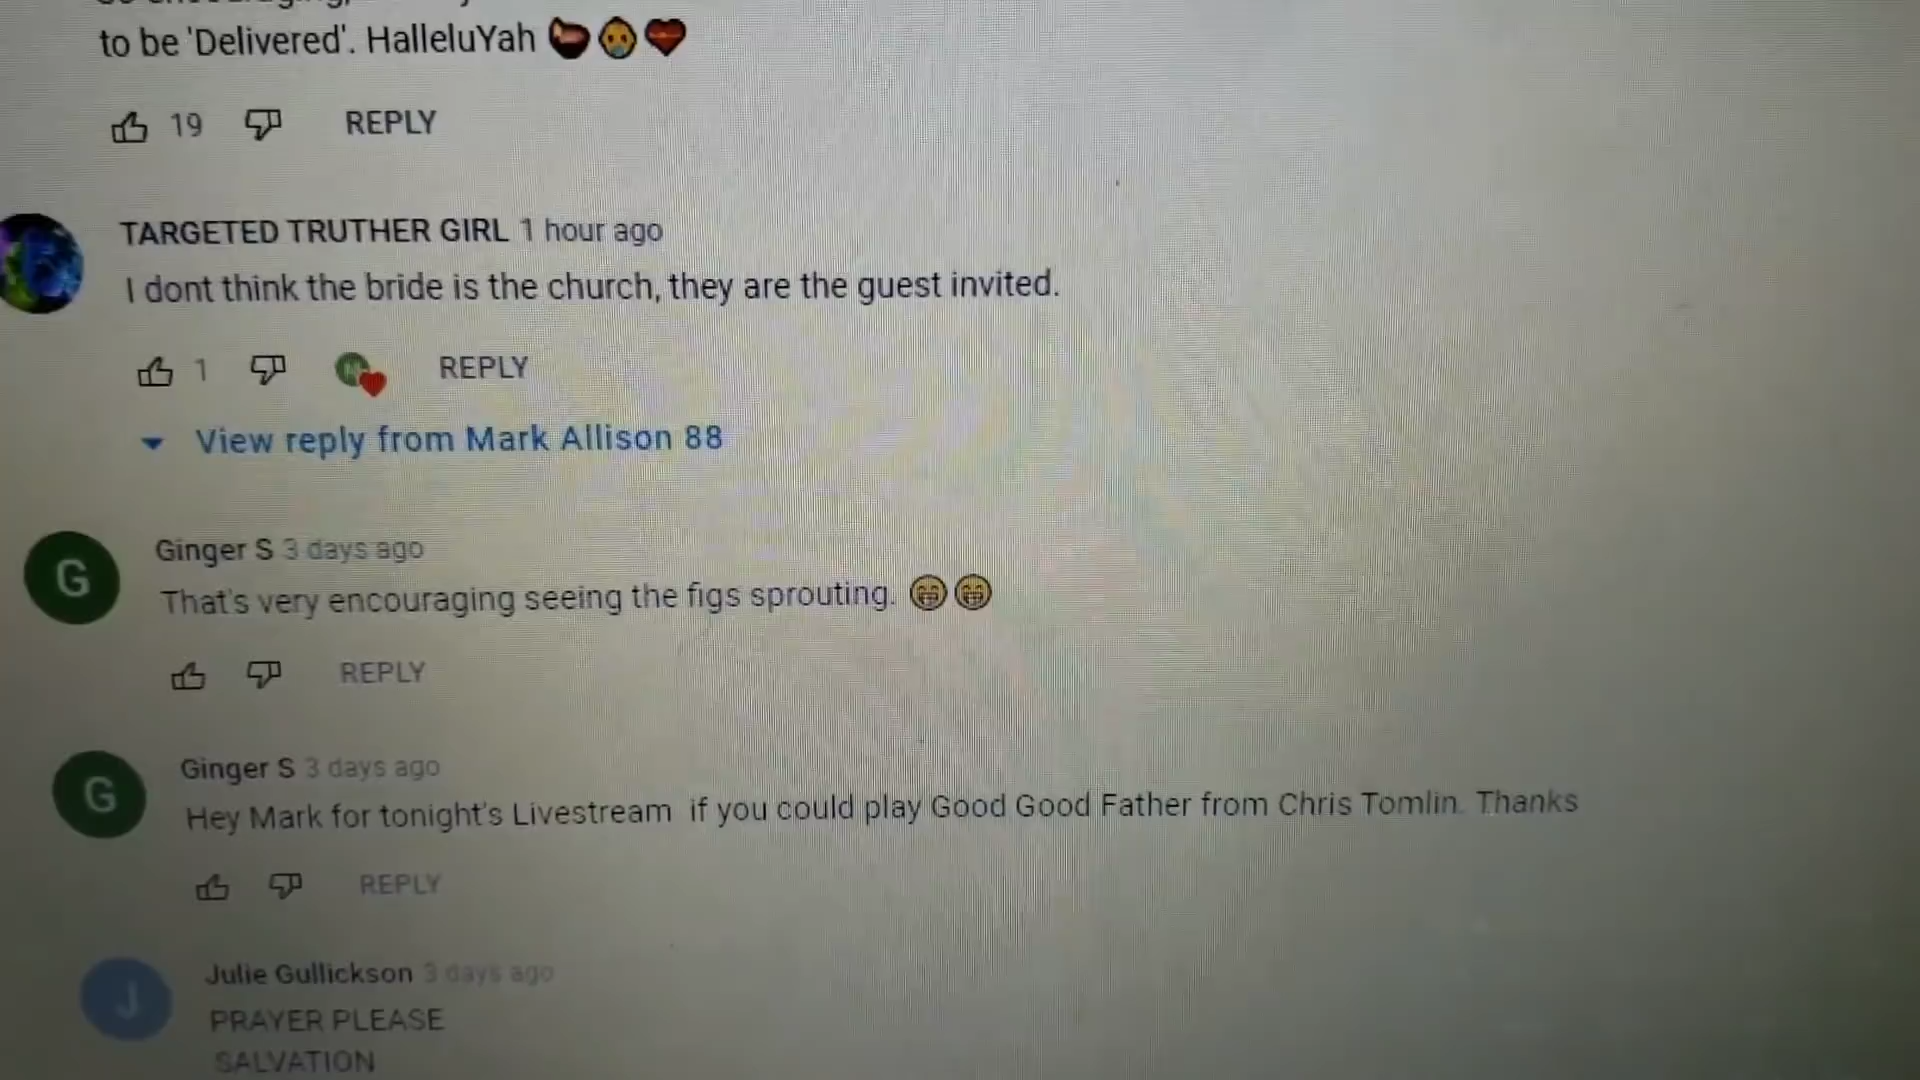 to be 'Delivered'. HalleluYah
19 REPLY
TARGETED TRUTHER GIRL 1 hour ago
I dont think the bride is the church, they are the guest invited.
1 REPLY
View reply from Mark Allison 88
G
Ginger S 3 days ago
That's very encouraging seeing the figs sprouting. 😁😁
REPLY
G
Ginger S 3 days ago
Hey Mark for tonight's Livestream if you could play Good Good Father from Chris Tomlin. Thanks
REPLY
J
Julie Gullickson 3 days ago
PRAYER PLEASE
SALVATION